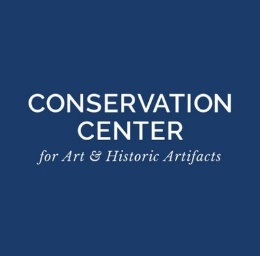 CONSERVATION
CENTER
for Art & Historic Artifacts